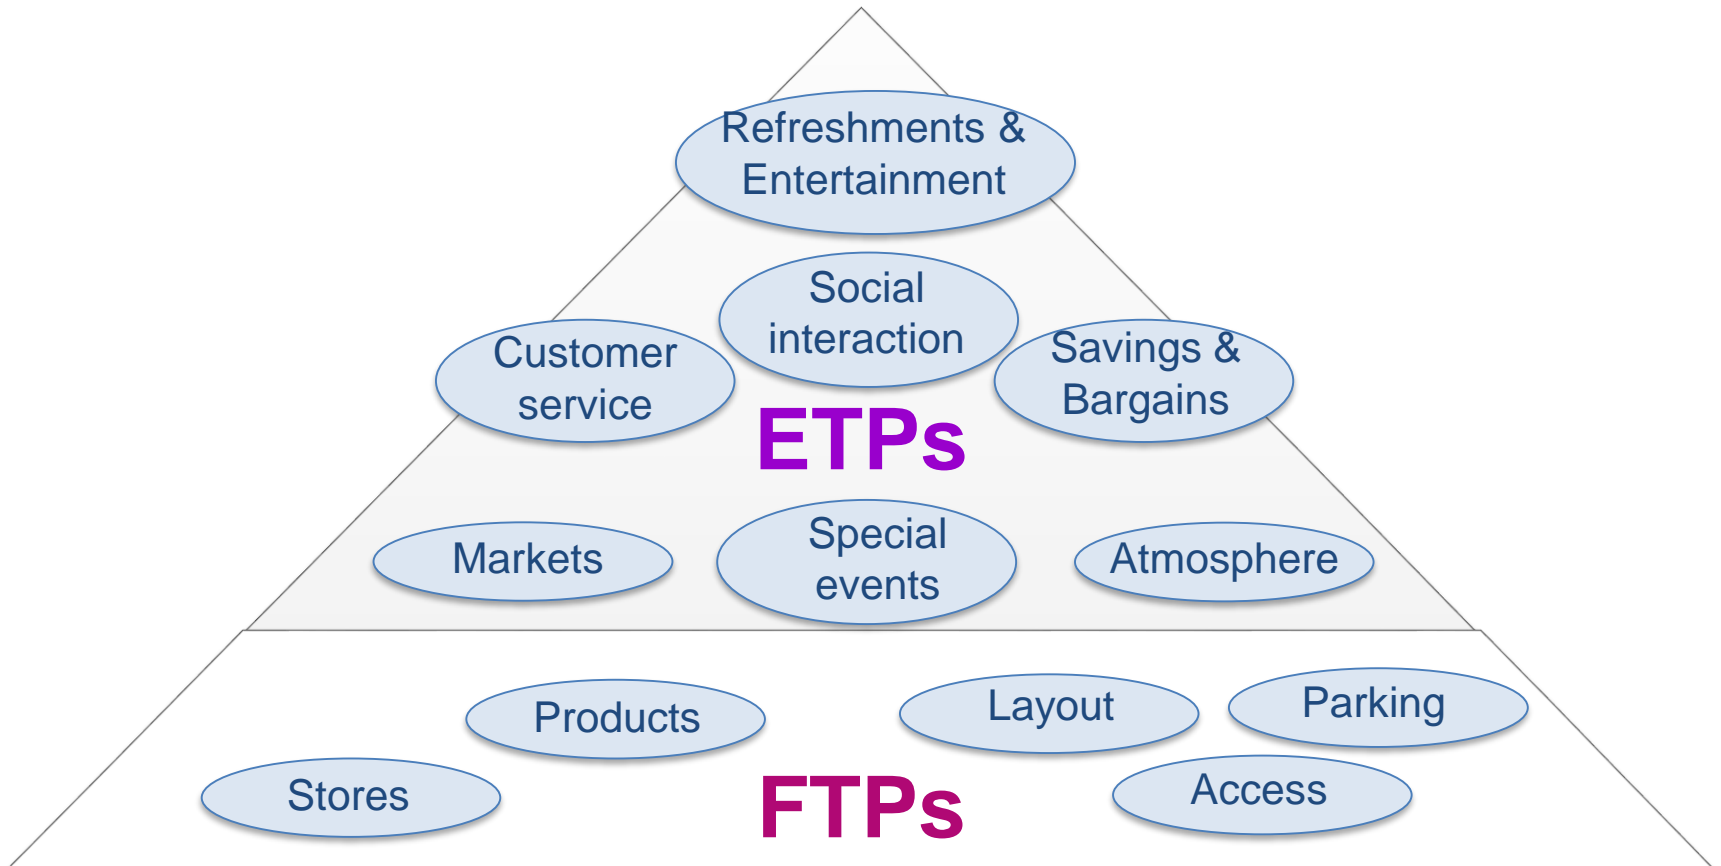 Refreshments &
Entertainment
Social
interaction
Customer
service
Savings &
Bargains
ETPs
Markets
Special
events
Atmosphere
Products
Layout
Parking
Stores
FTPs
Access